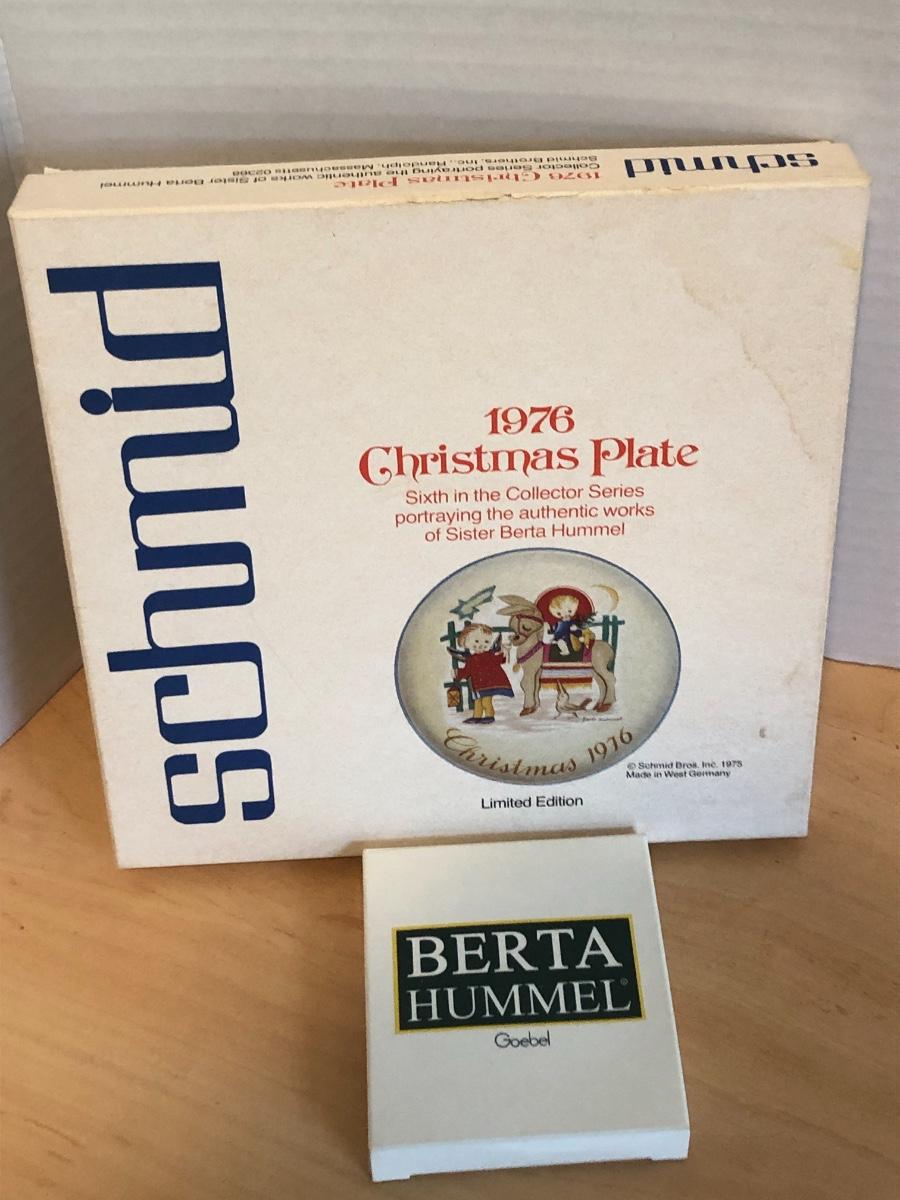 schmid
1976 Christmas Plate
Collector Series portraying the authentic works of Sister Berta Hummel
Schmid Brothers, Inc., Randolph, Massachusetts 02368
schmid
1976
Christmas Plate
Sixth in the Collector Series
portraying the authentic works
of Sister Berta Hummel
Christmas 1976
© Schmid Bros. Inc. 1975
Made in West Germany
Limited Edition
BERTA
HUMMEL®
Goebel